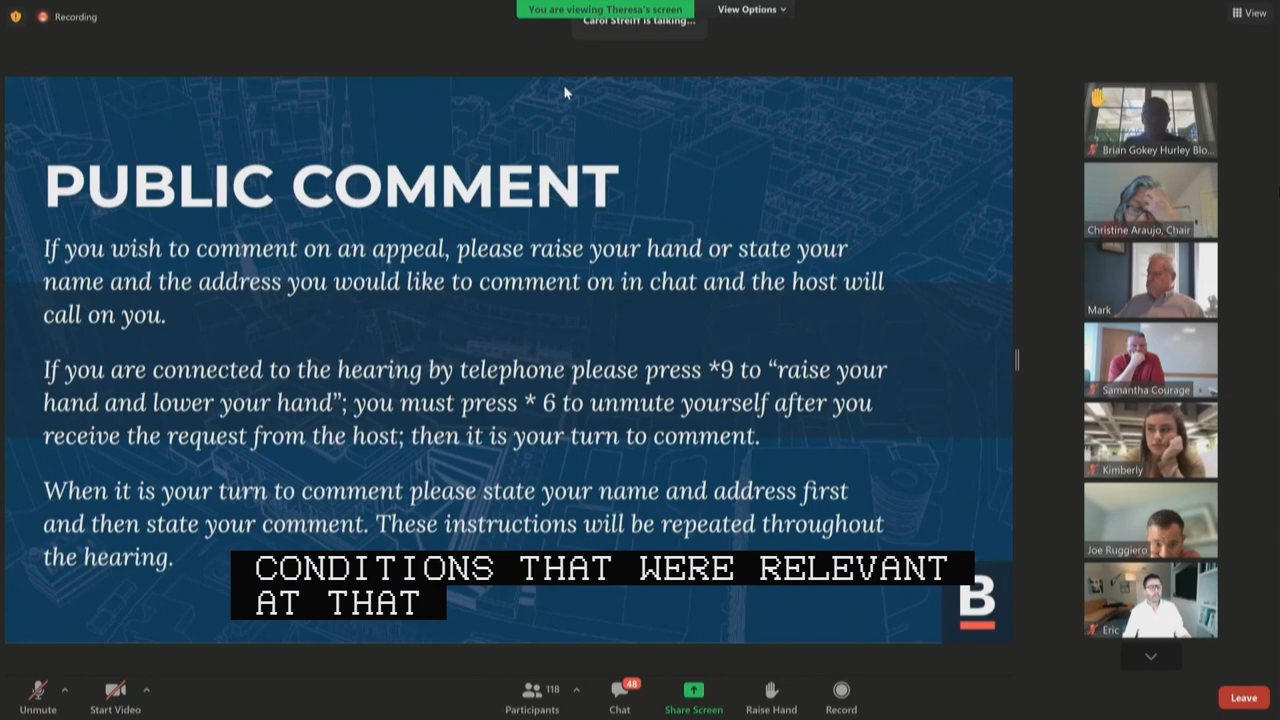 Recording
You are viewing Theresa's screen
View Options
View
Carol Streiff is talking...
PUBLIC COMMENT
If you wish to comment on an appeal, please raise your hand or state your
name and the address you would like to comment on in chat and the host will
call on you.
If you are connected to the hearing by telephone please press *9 to “raise your
hand and lower your hand”; you must press * 6 to unmute yourself after you
receive the request from the host; then it is your turn to comment.
When it is your turn to comment please state your name and address first
and then state your comment. These instructions will be repeated throughout
the hearing.
CONDITIONS THAT WERE RELEVANT
AT THAT
B
Brian Gokey Hurley Blo...
Christine Araujo, Chair
Mark
Samantha Courage
Kimberly
Joe Ruggiero
Eric
Unmute
Start Video
118
Participants
48
Chat
Share Screen
Raise Hand
Record
Leave